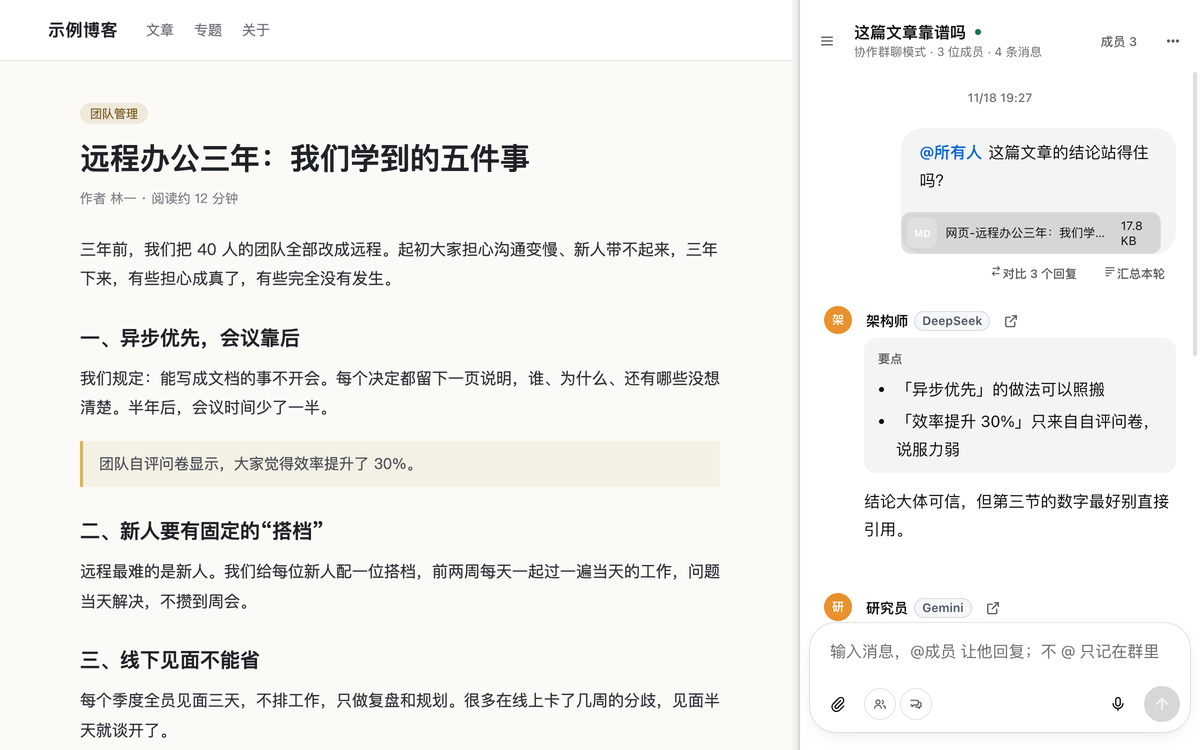 示例博客 文章 专题 关于
团队管理
远程办公三年：我们学到的五件事
作者 林一 · 阅读约 12 分钟
三年前，我们把 40 人的团队全部改成远程。起初大家担心沟通变慢、新人带不起来，三年
下来，有些担心成真了，有些完全没有发生。
一、异步优先，会议靠后
我们规定：能写成文档的事不开会。每个决定都留下一页说明，谁、为什么、还有哪些没想
清楚。半年后，会议时间少了一半。
团队自评问卷显示，大家觉得效率提升了 30%。
二、新人要有固定的“搭档”
远程最难的是新人。我们给每位新人配一位搭档，前两周每天一起过一遍当天的工作，问题
当天解决，不攒到周会。
三、线下见面不能省
每个季度全员见面三天，不排工作，只做复盘和规划。很多在线上卡了几周的分歧，见面半
天就谈开了。
这篇文章靠谱吗
协作群聊模式 · 3 位成员 · 4 条消息
成员 3
11/18 19:27
@所有人 这篇文章的结论站得住
吗?
MD 网页-远程办公三年：我们学... 17.8
KB
对比 3 个回复 汇总本轮
架 架构师 DeepSeek
要点
• 「异步优先」的做法可以照搬
• 「效率提升 30%」只来自自评问卷，
说服力弱
结论大体可信，但第三节的数字最好别直接
引用。
研 研究员 Gemini
输入消息，@成员 让他回复；不 @ 只记在群里